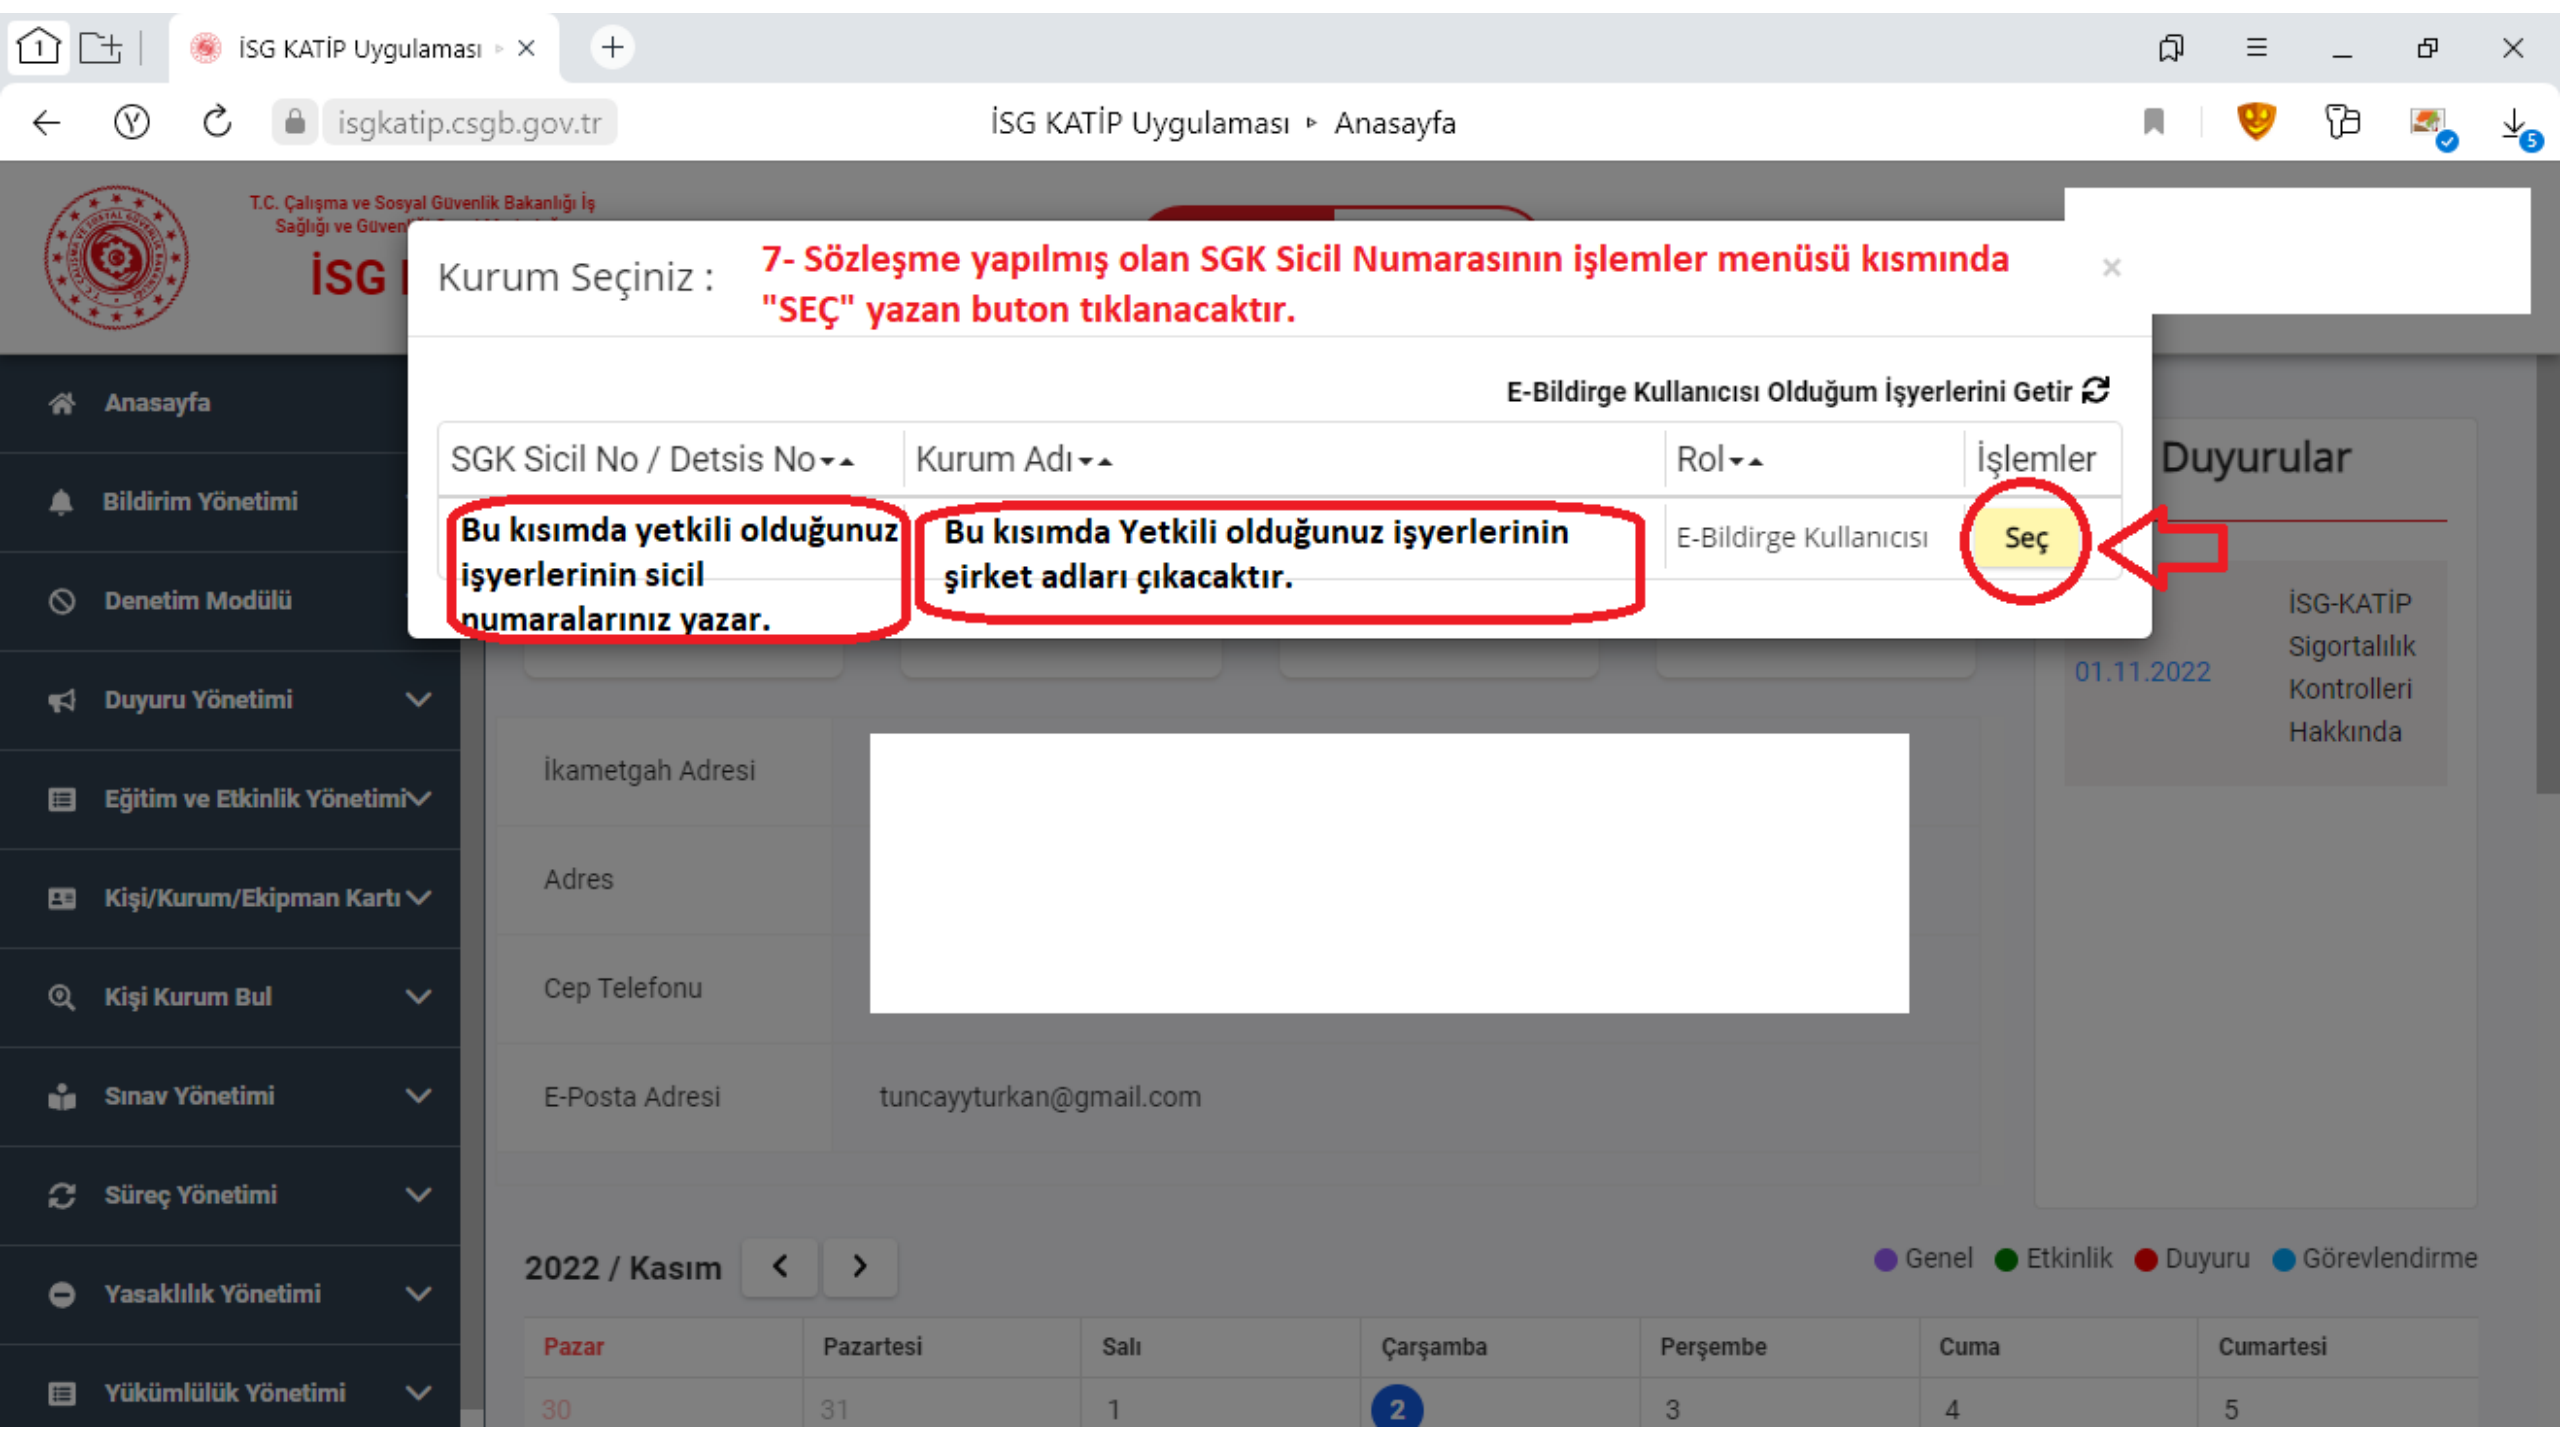 1
İSG KATİP Uygulaması ▹
isgkatip.csgb.gov.tr
İSG KATİP Uygulaması ▹ Anasayfa
5
T.C. Çalışma ve Sosyal Güvenlik Bakanlığı İş
Sağlığı ve
İSG
Kurum Seçiniz :
7- Sözleşme yapılmış olan SGK Sicil Numarasının işlemler menüsü kısmında
"SEÇ" yazan buton tıklanacaktır.
×
E-Bildirge Kullanıcısı Olduğum İşyerlerini Getir
SGK Sicil No / Detsis No
Kurum Adı
Rol
İşlemler
Bu kısımda yetkili olduğunuz
işyerlerinin sicil
numaralarınız yazar.
Bu kısımda Yetkili olduğunuz işyerlerinin
şirket adları çıkacaktır.
E-Bildirge Kullanıcısı
Seç
Anasayfa
Bildirim Yönetimi
Denetim Modülü
Duyuru Yönetimi
Eğitim ve Etkinlik Yönetimi
Kişi/Kurum/Ekipman Kartı
Kişi Kurum Bul
Sınav Yönetimi
Süreç Yönetimi
Yasaklılık Yönetimi
Yükümlülük Yönetimi
Duyurular
01.11.2022
İSG-KATİP
Sigortalılık
Kontrolleri
Hakkında
İkametgah Adresi
Adres
Cep Telefonu
E-Posta Adresi
tuncayyturkan@gmail.com
2022 / Kasım
Genel
Etkinlik
Duyuru
Görevlendirme
Pazar
Pazartesi
Salı
Çarşamba
Perşembe
Cuma
Cumartesi
30
31
1
2
3
4
5